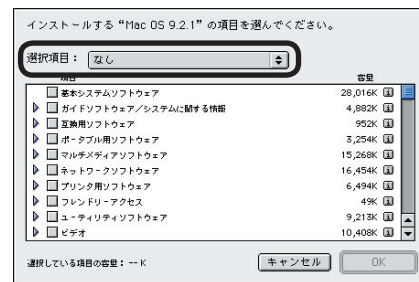 インストールする “Mac OS 9.2.1” の項目を選んでください。
選択項目： なし
項目 容量
基本システムソフトウェア 28,016K
ガイドソフトウェア／システムに関する情報 4,882K
互換用ソフトウェア 952K
ポータブル用ソフトウェア 3,254K
マルチメディアソフトウェア 15,268K
ネットワークソフトウェア 16,454K
プリンタ用ソフトウェア 6,494K
フレンドリーアクセス 49K
ユーティリティソフトウェア 9,213K
ビデオ 10,408K
選択している項目の容量： -- K キャンセル OK